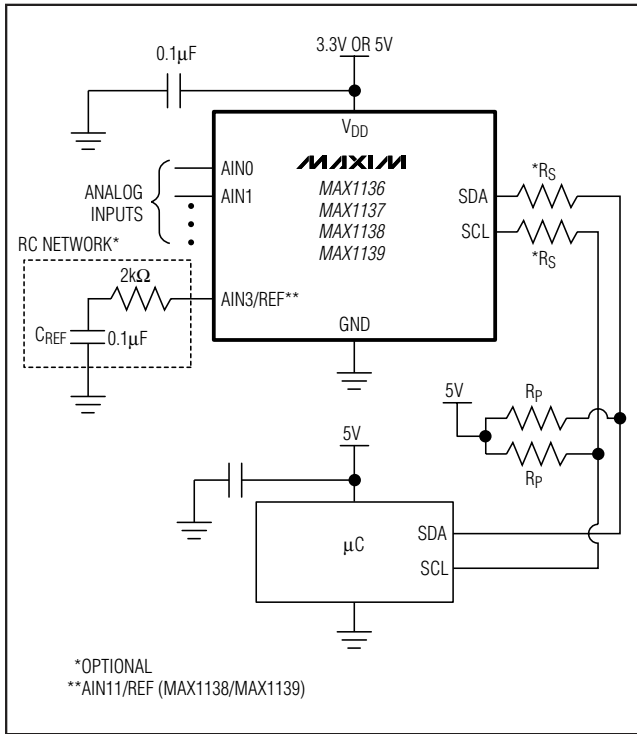 3.3V OR 5V
0.1µF
VDD
AIN0
MAXIM
*RS
ANALOG
INPUTS
AIN1
MAX1136
MAX1137
MAX1138
MAX1139
SDA
SCL
*RS
RC NETWORK*
2kΩ
AIN3/REF**
CREF
0.1µF
GND
5V
RP
5V
RP
µC
SDA
SCL
*OPTIONAL
**AIN11/REF (MAX1138/MAX1139)